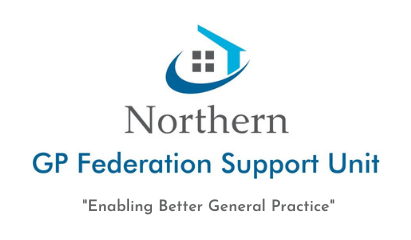 Northern
GP Federation Support Unit
"Enabling Better General Practice"